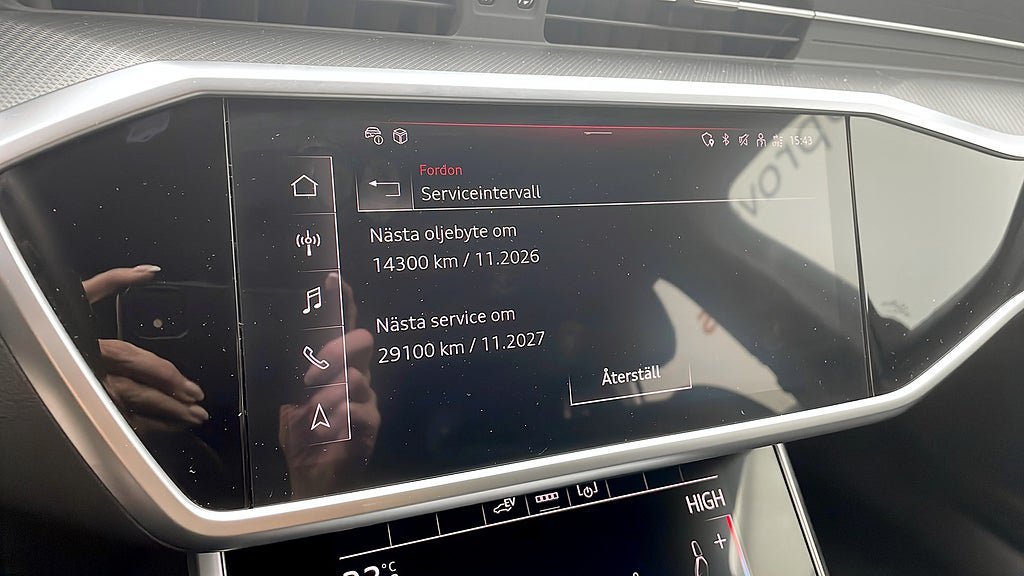 15:43
Fordon
Serviceintervall
Nästa oljebyte om
14300 km / 11.2026
Nästa service om
29100 km / 11.2027
Återställ
EV
HIGH
+
°C